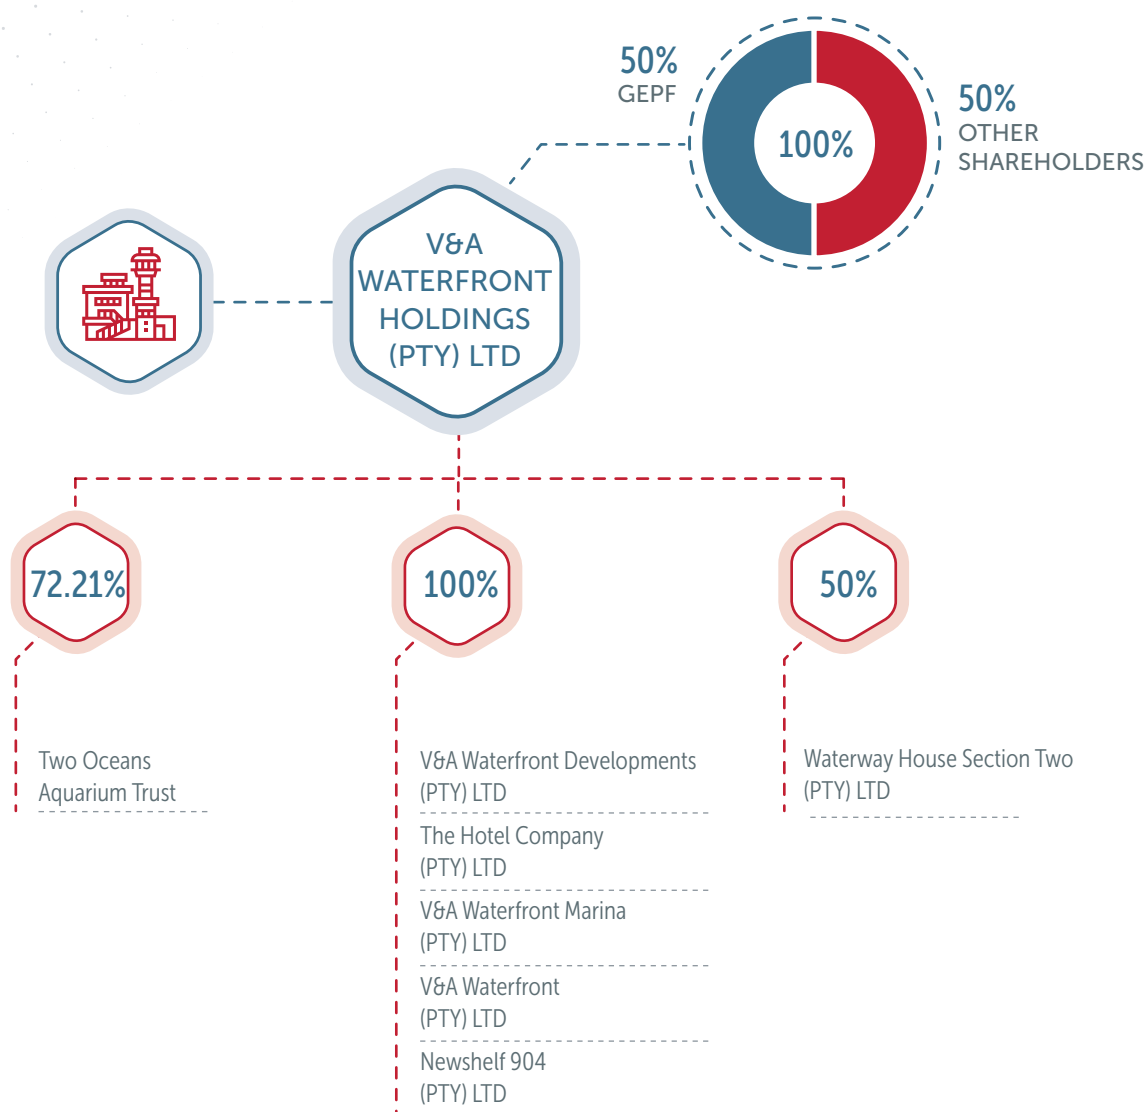 50%
GEPF
100%
50%
OTHER
SHAREHOLDERS
V&A
WATERFRONT
HOLDINGS
(PTY) LTD
72.21%
100%
50%
Two Oceans
Aquarium Trust
V&A Waterfront Developments
(PTY) LTD
The Hotel Company
(PTY) LTD
V&A Waterfront Marina
(PTY) LTD
V&A Waterfront
(PTY) LTD
Newshelf 904
(PTY) LTD
Waterway House Section Two
(PTY) LTD